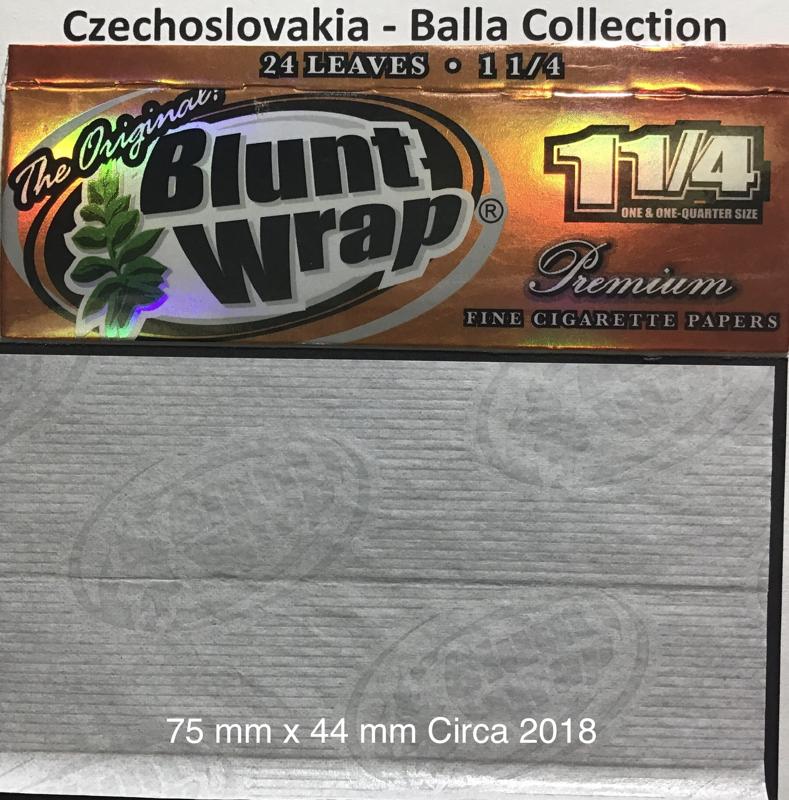 Czechoslovakia - Balla Collection
24 LEAVES • 1 1/4
The Original!
Blunt
Wrap®
1 1/4
ONE & ONE-QUARTER SIZE
Premium
FINE CIGARETTE PAPERS
75 mm x 44 mm Circa 2018